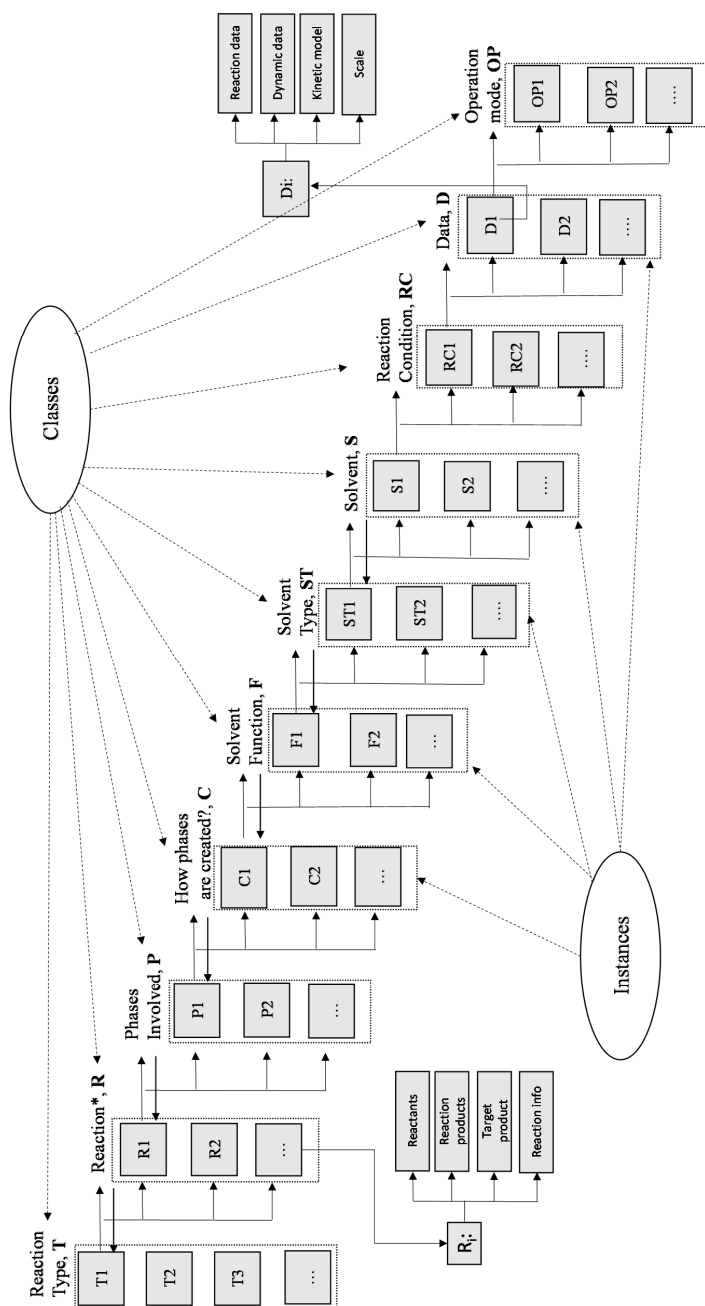 Classes
Reaction
Type, T
T1
T2
T3
...
Reaction*, R
R1
R2
...
Phases
Involved, P
P1
P2
...
How phases
are created?, C
C1
C2
...
Solvent
Function, F
F1
F2
...
Solvent
Type, ST
ST1
ST2
....
Solvent, S
S1
S2
....
Reaction
Condition, RC
RC1
RC2
....
Data, D
D1
D2
....
Operation
mode, OP
OP1
OP2
....
Di:
Reaction data
Dynamic data
Kinetic model
Scale
Ri:
Reactants
Reaction
products
Target
product
Reaction info
Instances